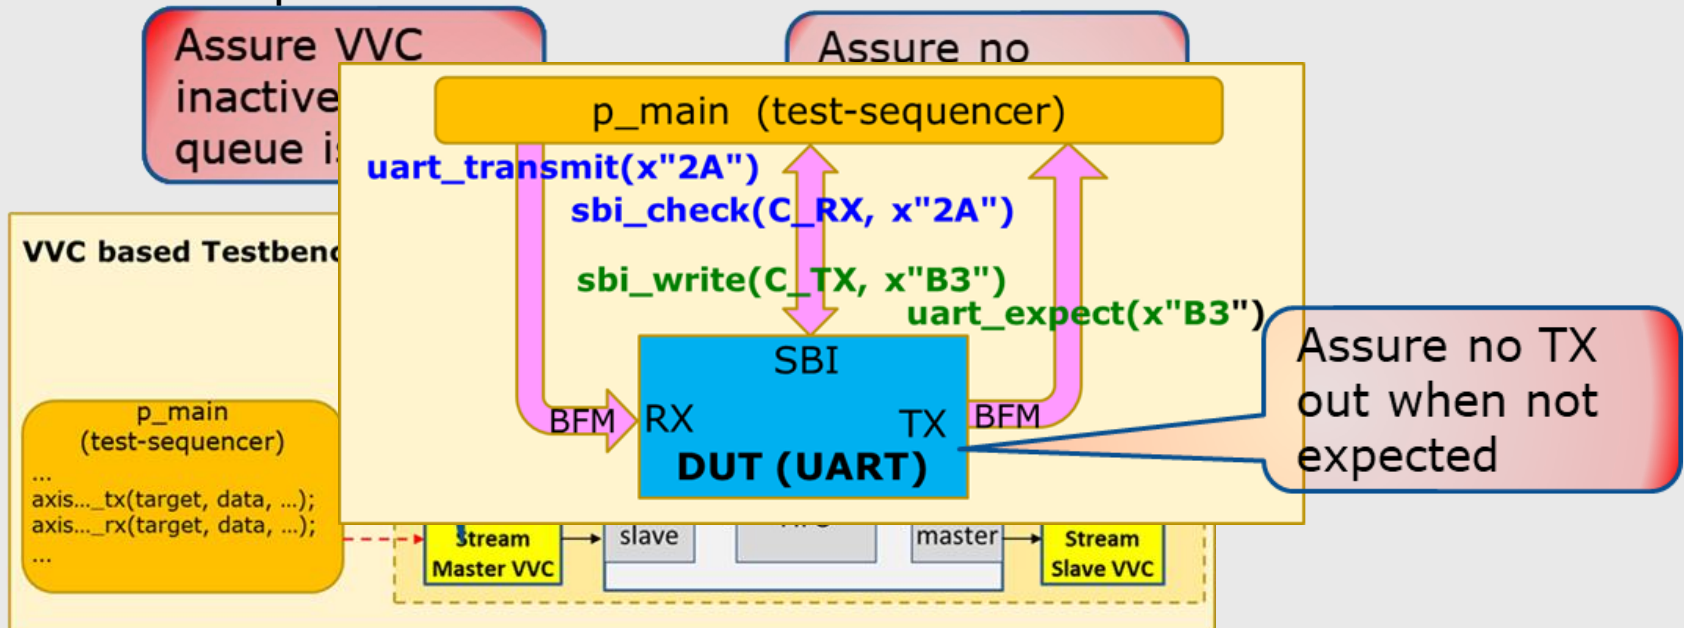 Assure VVC
inactive
queue is
Assure no
p_main (test-sequencer)
uart_transmit(x"2A")
sbi_check(C_RX, x"2A")
sbi_write(C_TX, x"B3")
uart_expect(x"B3")
SBI
BFM
RX
TX
BFM
DUT (UART)
Assure no TX
out when not
expected
VVC based Testbenc
p_main
(test-sequencer)
...
axis..._tx(target, data, ...);
axis..._rx(target, data, ...);
...
Stream
Master VVC
slave
master
Stream
Slave VVC